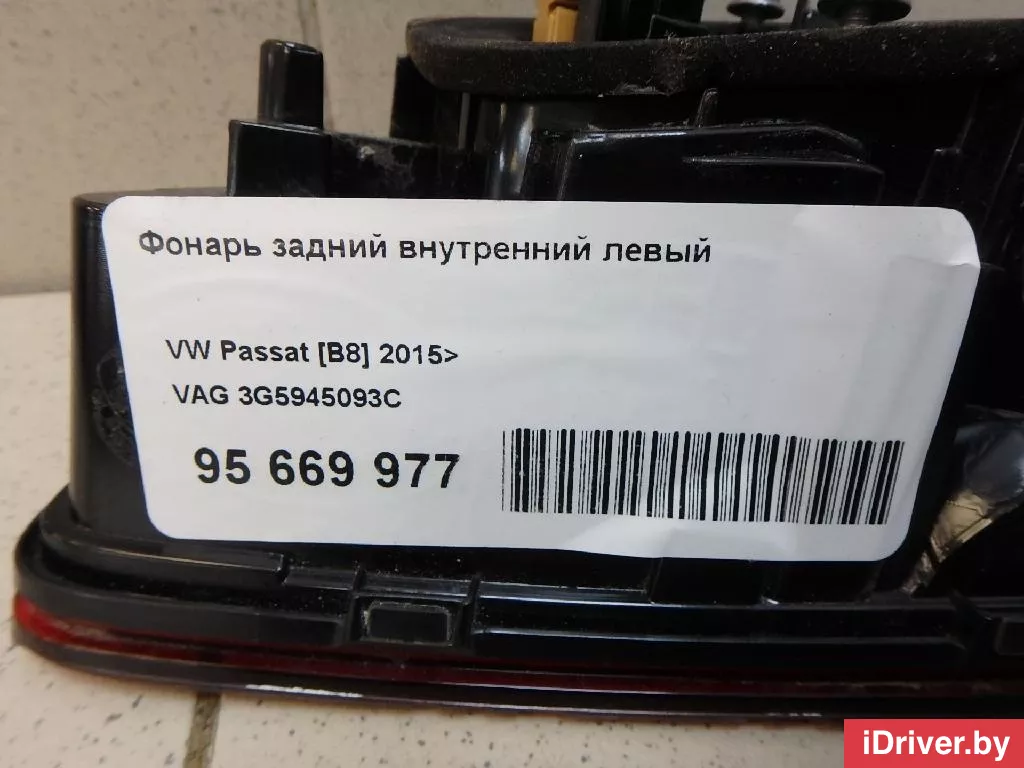 Фонарь задний внутренний левый
VW Passat [B8] 2015>
VAG 3G5945093C
95 669 977
iDriver.by